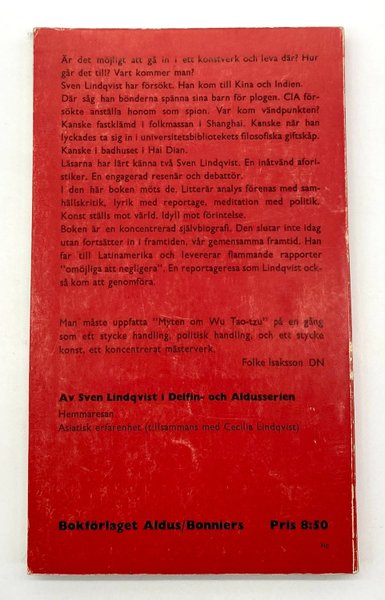 Är det möjligt att gå in i ett konstverk och leva där? Hur
går det till? Vart kommer man?
Sven Lindqvist har försökt. Han kom till Kina och Indien.
Där såg han bönderna spänna sina barn för plogen. CIA för-
sökte anställa honom som spion. Var kom vändpunkten?
Kanske fastklämd i folkmassan i Shanghai. Kanske när han
lyckades ta sig in i universitetsbibliotekets filosofiska giftskåp.
Kanske i badhuset i Hai Dian.
Läsarna har lärt känna två Sven Lindqvist. En inåtvänd afori-
stiker. En engagerad resenär och debattör.
I den här boken möts de. Litterär analys förenas med sam-
hällskritik, lyrik med reportage, meditation med politik.
Konst ställs mot värld. Idyll mot förintelse.
Boken är en koncentrerad självbiografi. Den slutar inte idag
utan fortsätter in i framtiden, vår gemensamma framtid. Han
far till Latinamerika och levererar flammande rapporter
"omöjliga att negligera". En reportageresa som Lindqvist ock-
så kom att genomföra.
Man måste uppfatta "Myten om Wu Tao-tzu" på en gång
som ett stycke handling, politisk handling, och ett stycke
konst, ett koncentrerat mästerverk.
Folke Isaksson DN
Av Sven Lindqvist i Delfin- och Aldusserien
Hemmaresan
Asiatisk erfarenhet (tillsammans med Cecilia Lindqvist)
Bokförlaget Aldus/Bonniers Pris 8:50